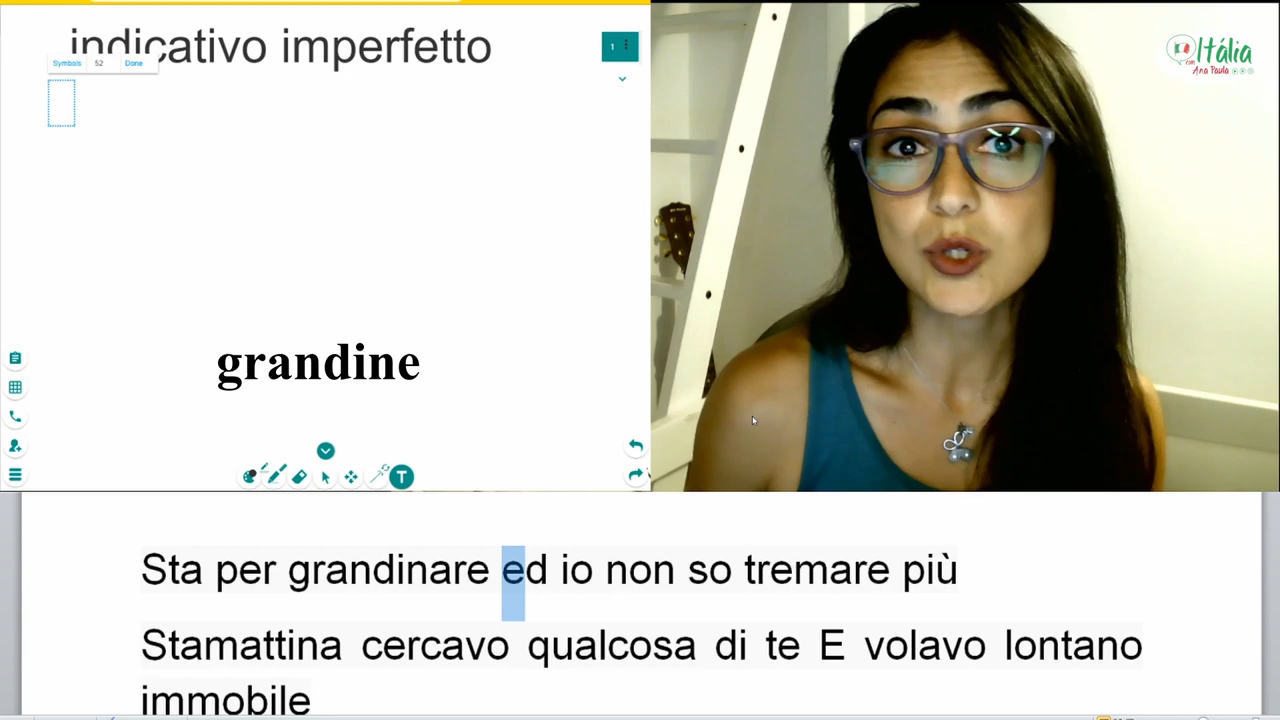 indicativo imperfetto
Symbols 52 Done
1
Itália
com
Ana Paula
grandine
T
Sta per grandinare ed io non so tremare più
Stamattina cercavo qualcosa di te E volavo lontano
immobile